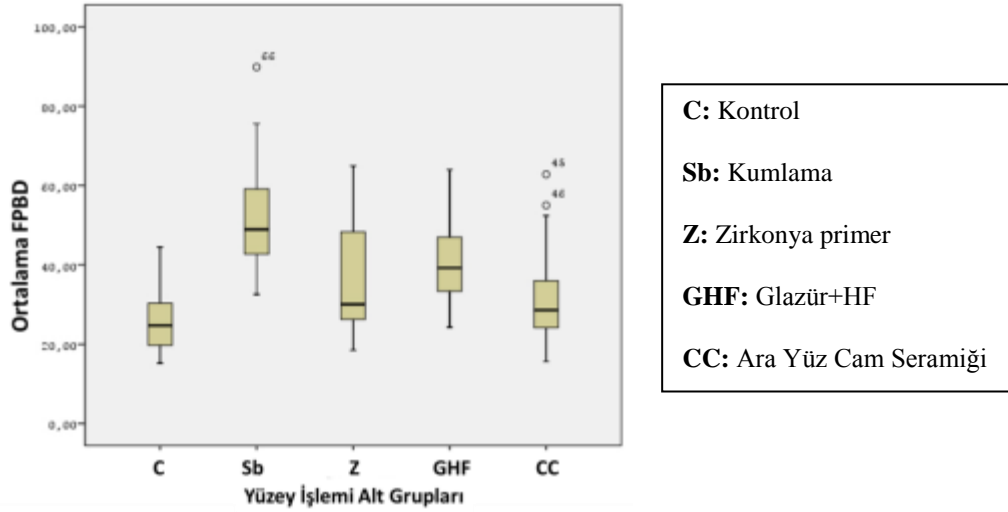 100,00
80,00
60,00
40,00
20,00
0,00
Ortalama FPBD
45
46
C
Sb
Z
GHF
CC
Yüzey İşlemi Alt Grupları
C: Kontrol
Sb: Kumlama
Z: Zirkonya primer
GHF: Glazür+HF
CC: Ara Yüz Cam Seramiği